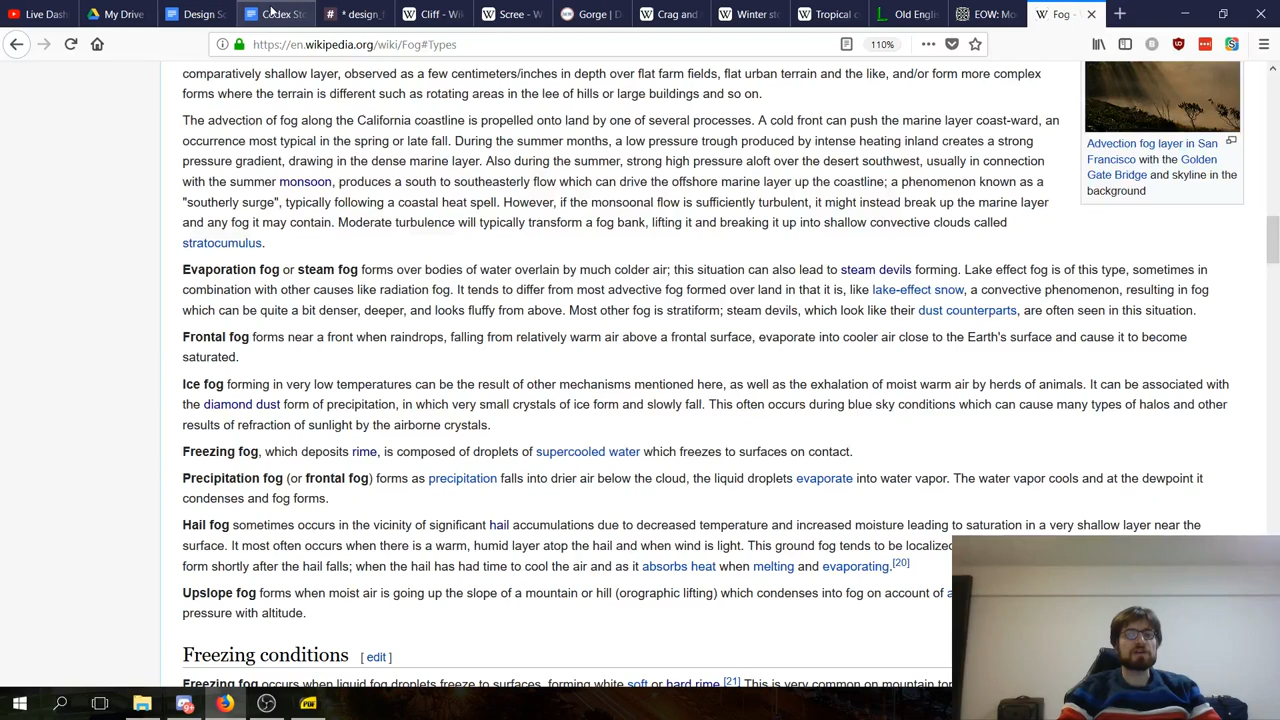 Live Dash
My Drive
Design S
Codex St
* design
Cliff - Wi
Scree - W
Gorge | D
Crag and
Winter st
Tropical c
Old Engl
EOW: Mo
Fog -
https://en.wikipedia.org/wiki/Fog#Types
110%
comparatively shallow layer, observed as a few centimeters/inches in depth over flat farm fields, flat urban terrain and the like, and/or form more complex
forms where the terrain is different such as rotating areas in the lee of hills or large buildings and so on.
The advection of fog along the California coastline is propelled onto land by one of several processes. A cold front can push the marine layer coast-ward, an
occurrence most typical in the spring or late fall. During the summer months, a low pressure trough produced by intense heating inland creates a strong
pressure gradient, drawing in the dense marine layer. Also during the summer, strong high pressure aloft over the desert southwest, usually in connection
with the summer monsoon, produces a south to southeasterly flow which can drive the offshore marine layer up the coastline; a phenomenon known as a
"southerly surge", typically following a coastal heat spell. However, if the monsoonal flow is sufficiently turbulent, it might instead break up the marine layer
and any fog it may contain. Moderate turbulence will typically transform a fog bank, lifting it and breaking it up into shallow convective clouds called
stratocumulus.
Advection fog layer in San
Francisco with the Golden
Gate Bridge and skyline in the
background
Evaporation fog or steam fog forms over bodies of water overlain by much colder air; this situation can also lead to steam devils forming. Lake effect fog is of this type, sometimes in
combination with other causes like radiation fog. It tends to differ from most advective fog formed over land in that it is, like lake-effect snow, a convective phenomenon, resulting in fog
which can be quite a bit denser, deeper, and looks fluffy from above. Most other fog is stratiform; steam devils, which look like their dust counterparts, are often seen in this situation.
Frontal fog forms near a front when raindrops, falling from relatively warm air above a frontal surface, evaporate into cooler air close to the Earth's surface and cause it to become
saturated.
Ice fog forming in very low temperatures can be the result of other mechanisms mentioned here, as well as the exhalation of moist warm air by herds of animals. It can be associated with
the diamond dust form of precipitation, in which very small crystals of ice form and slowly fall. This often occurs during blue sky conditions which can cause many types of halos and other
results of refraction of sunlight by the airborne crystals.
Freezing fog, which deposits rime, is composed of droplets of supercooled water which freezes to surfaces on contact.
Precipitation fog (or frontal fog) forms as precipitation falls into drier air below the cloud, the liquid droplets evaporate into water vapor. The water vapor cools and at the dewpoint it
condenses and fog forms.
Hail fog sometimes occurs in the vicinity of significant hail accumulations due to decreased temperature and increased moisture leading to saturation in a very shallow layer near the
surface. It most often occurs when there is a warm, humid layer atop the hail and when wind is light. This ground fog tends to be localized
form shortly after the hail falls; when the hail has had time to cool the air and as it absorbs heat when melting and evaporating.[20]
Upslope fog forms when moist air is going up the slope of a mountain or hill (orographic lifting) which condenses into fog on account of
pressure with altitude.
Freezing conditions [ edit ]
Freezing fog occurs when liquid fog droplets freeze to surfaces, forming white soft or hard rime.[21] This is very common on mountain